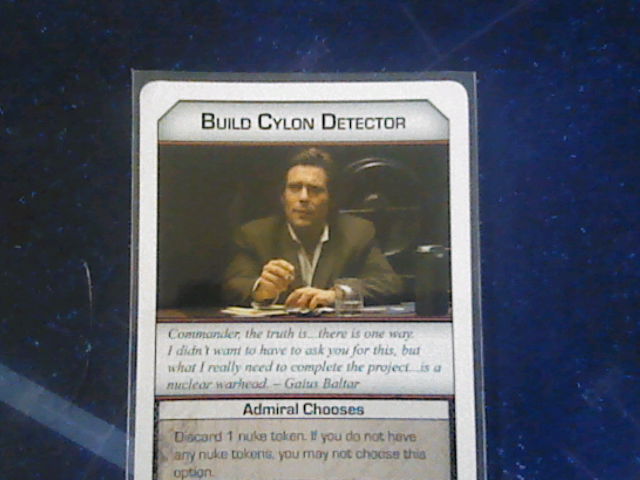 BUILD CYLON DETECTOR
Commander, the truth is...there is one way.
I didn't want to have to ask you for this, but
what I really need to complete the project...is a
nuclear warhead. – Gaius Baltar
Admiral Chooses
Discard 1 nuke token. If you do not have
any nuke tokens, you may not choose this
option.